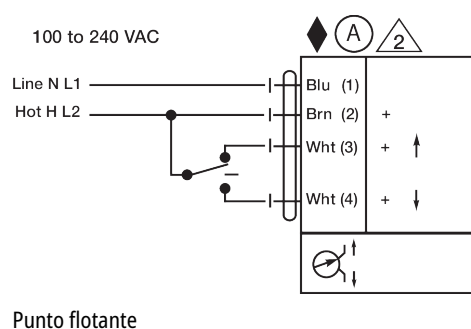 100 to 240 VAC
A
2
Line N L1
Blu (1)
Hot H L2
Brn (2) +
Wht (3) +
Wht (4) +
Punto flotante